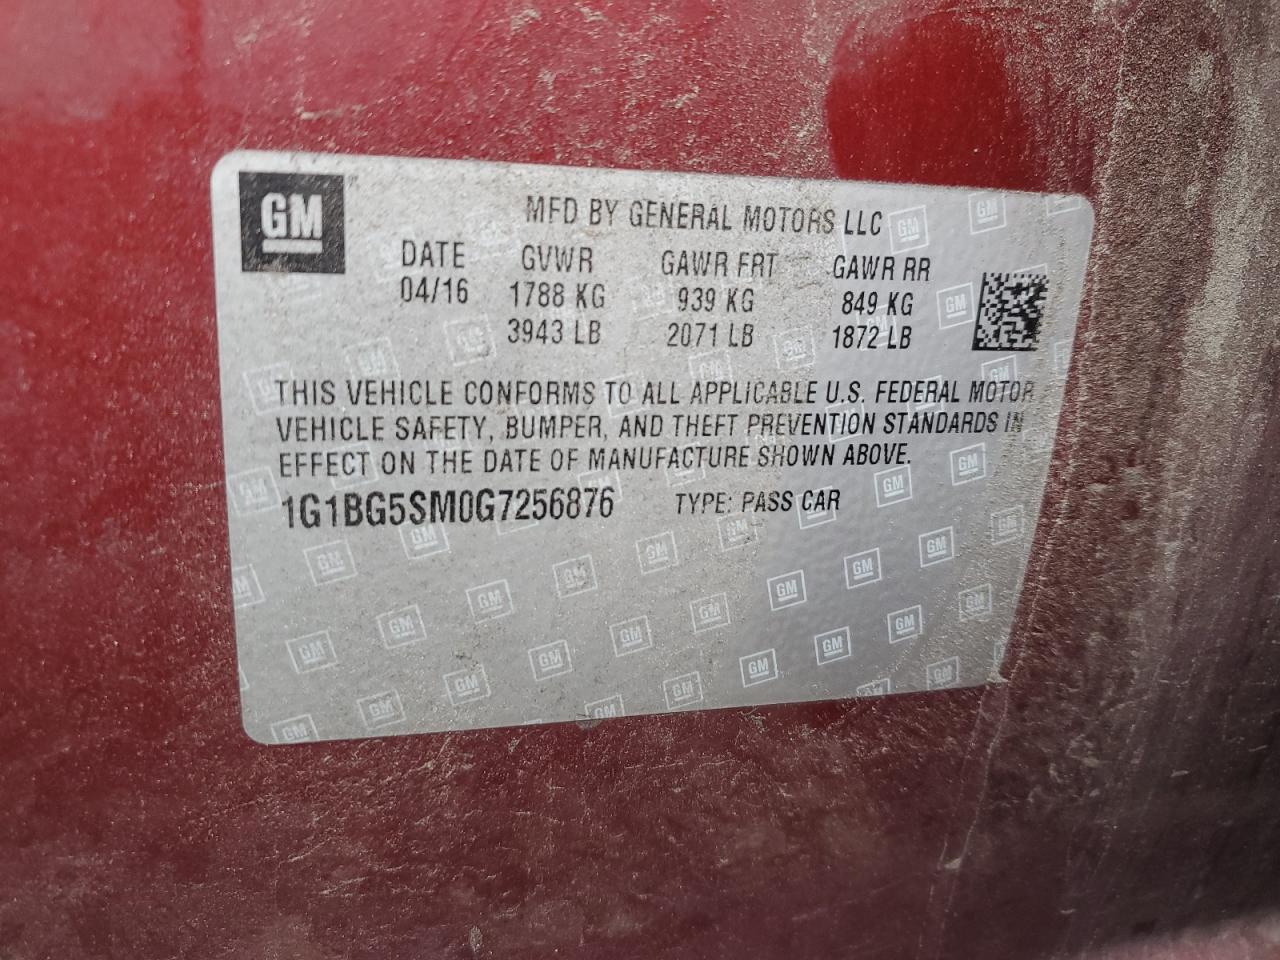 GM
MFD BY GENERAL MOTORS LLC
DATE GVWR GAWR FRT GAWR RR
04/16 1788 KG 939 KG 849 KG
3943 LB 2071 LB 1872 LB
THIS VEHICLE CONFORMS TO ALL APPLICABLE U.S. FEDERAL MOTOR
VEHICLE SAFETY, BUMPER, AND THEFT PREVENTION STANDARDS IN
EFFECT ON THE DATE OF MANUFACTURE SHOWN ABOVE.
1G1BG5SM0G7256876 TYPE: PASS CAR